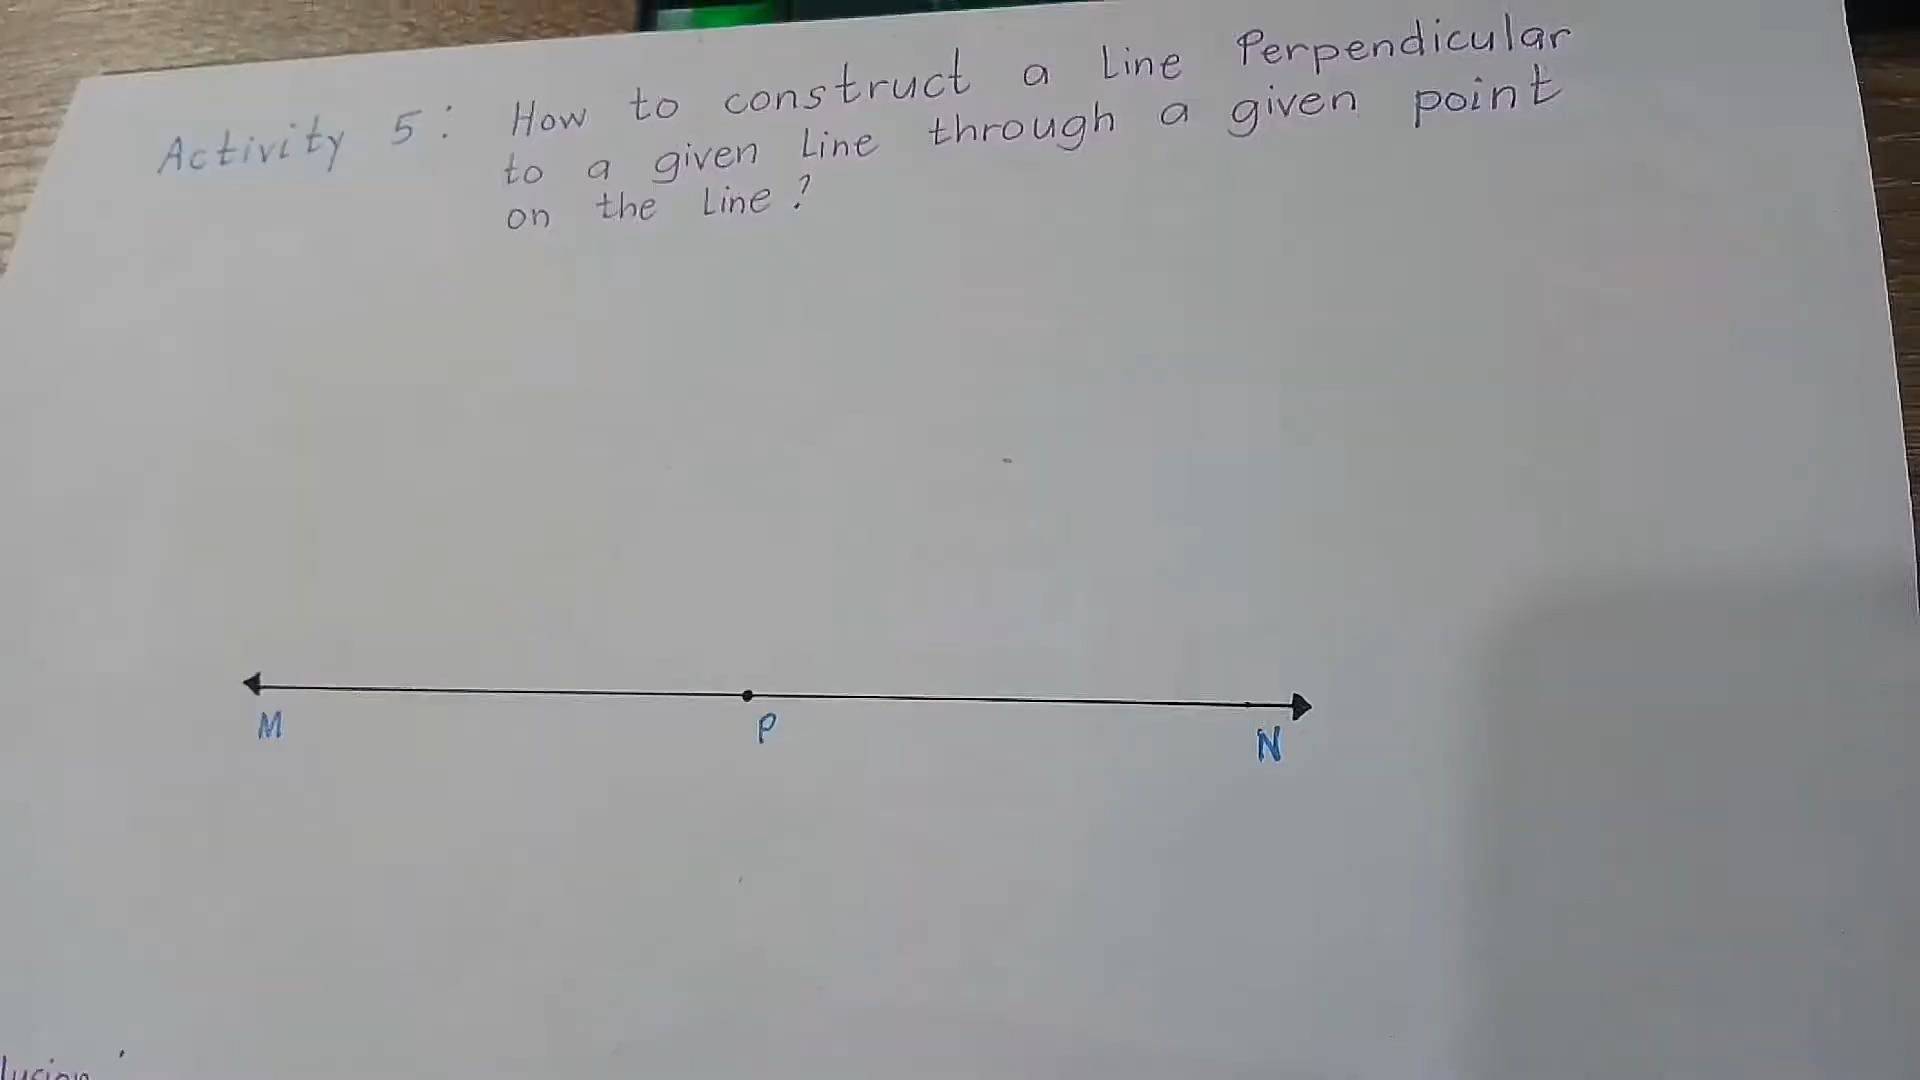 Activity 5: How to construct a Line Perpendicular
to a given Line through a given point
on the Line?
M P N